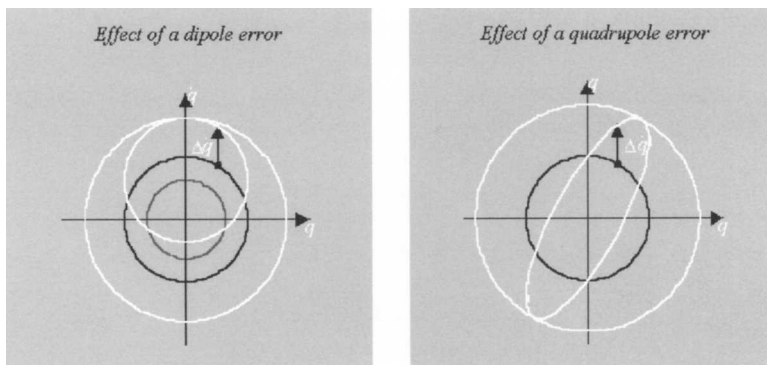 Effect of a dipole error
q̇
Δq̇
q
Effect of a quadrupole error
q̇
Δq̇
q